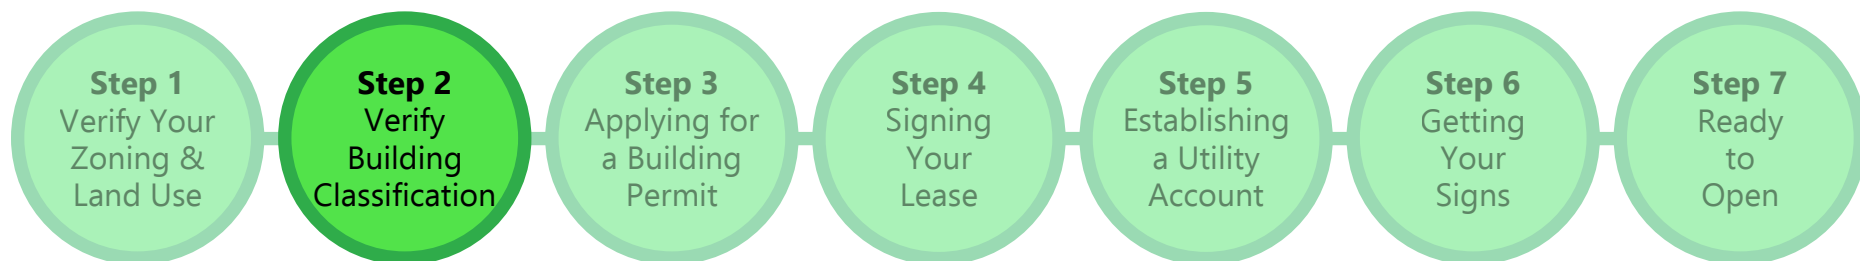 Step 1
Verify Your
Zoning &
Land Use
Step 2
Verify
Building
Classification
Step 3
Applying for
a Building
Permit
Step 4
Signing
Your
Lease
Step 5
Establishing
a Utility
Account
Step 6
Getting
Your
Signs
Step 7
Ready
to
Open